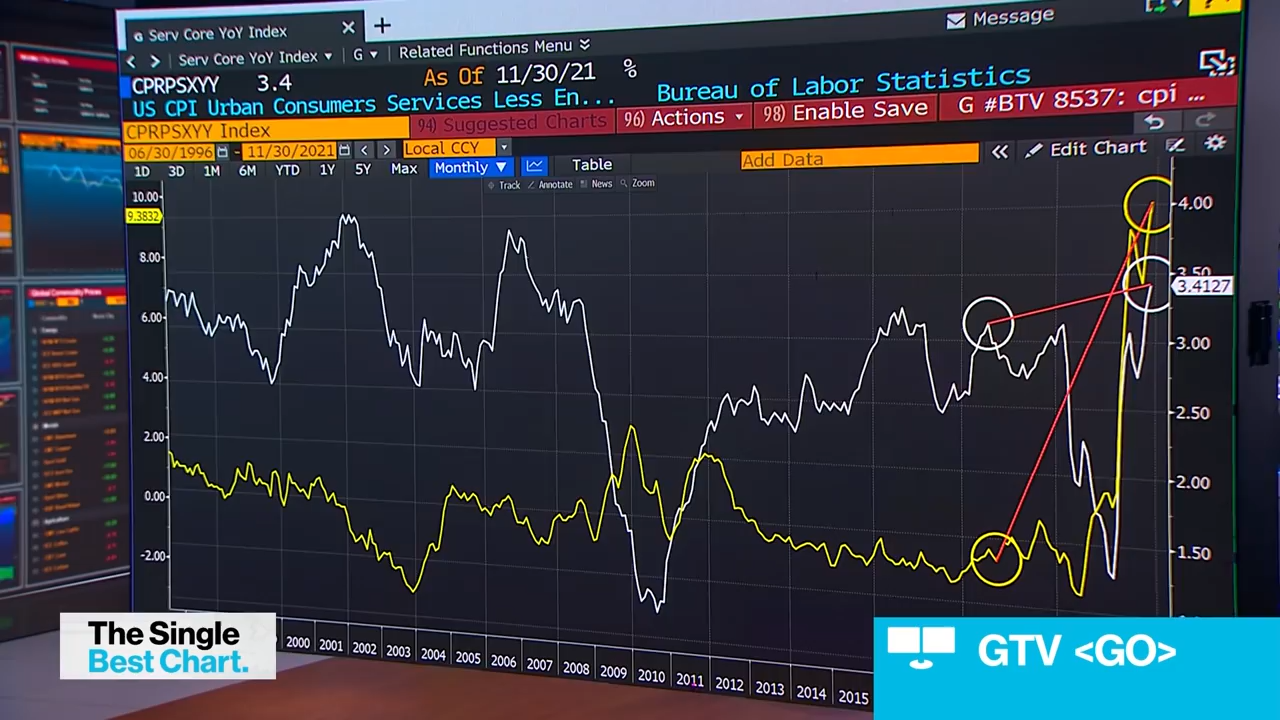 G Serv Core YoY Index × +
Message
< > Serv Core YoY Index ▾ G ▾ Related Functions Menu
CPRPSXYY 3.4 As Of 11/30/21 %
US CPI Urban Consumers Services Less En... Bureau of Labor Statistics
CPRPSXYY Index 94) Suggested Charts 96) Actions 98) Enable Save G #BTV 8537: cpi ...
06/30/1996 - 11/30/2021 < > Local CCY
Add Data << Edit Chart
1D 3D 1M 6M YTD 1Y 5Y Max Monthly ▼ Table
Track Annotate News Zoom
10.00
9.3832
8.00
6.00
4.00
2.00
0.00
-2.00
4.00
3.50
3.4127
3.00
2.50
2.00
1.50
2000 2001 2002 2003 2004 2005 2006 2007 2008 2009 2010 2011 2012 2013 2014 2015
Global Commodity Prices
The Single
Best Chart.
GTV <GO>